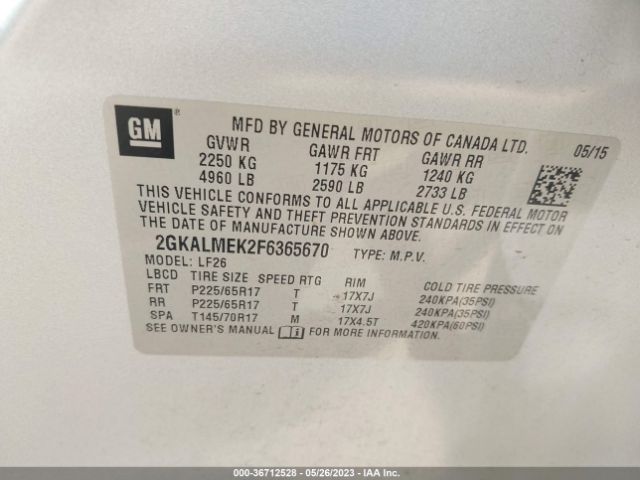 GM ®
MFD BY GENERAL MOTORS OF CANADA LTD. 05/15
GVWR GAWR FRT GAWR RR
2250 KG 1175 KG 1240 KG
4960 LB 2590 LB 2733 LB
THIS VEHICLE CONFORMS TO ALL APPLICABLE U.S. FEDERAL MOTOR
VEHICLE SAFETY AND THEFT PREVENTION STANDARDS IN EFFECT ON
THE DATE OF MANUFACTURE SHOWN ABOVE.
2GKALMEK2F6365670 TYPE: M.P.V.
MODEL: LF26
LBCD TIRE SIZE SPEED RTG RIM COLD TIRE PRESSURE
FRT P225/65R17 T 17X7J 240KPA(35PSI)
RR P225/65R17 T 17X7J 240KPA(35PSI)
SPA T145/70R17 M 17X4.5T 420KPA(60PSI)
SEE OWNER'S MANUAL FOR MORE INFORMATION.
000-36712528 - 05/26/2023 - IAA Inc.